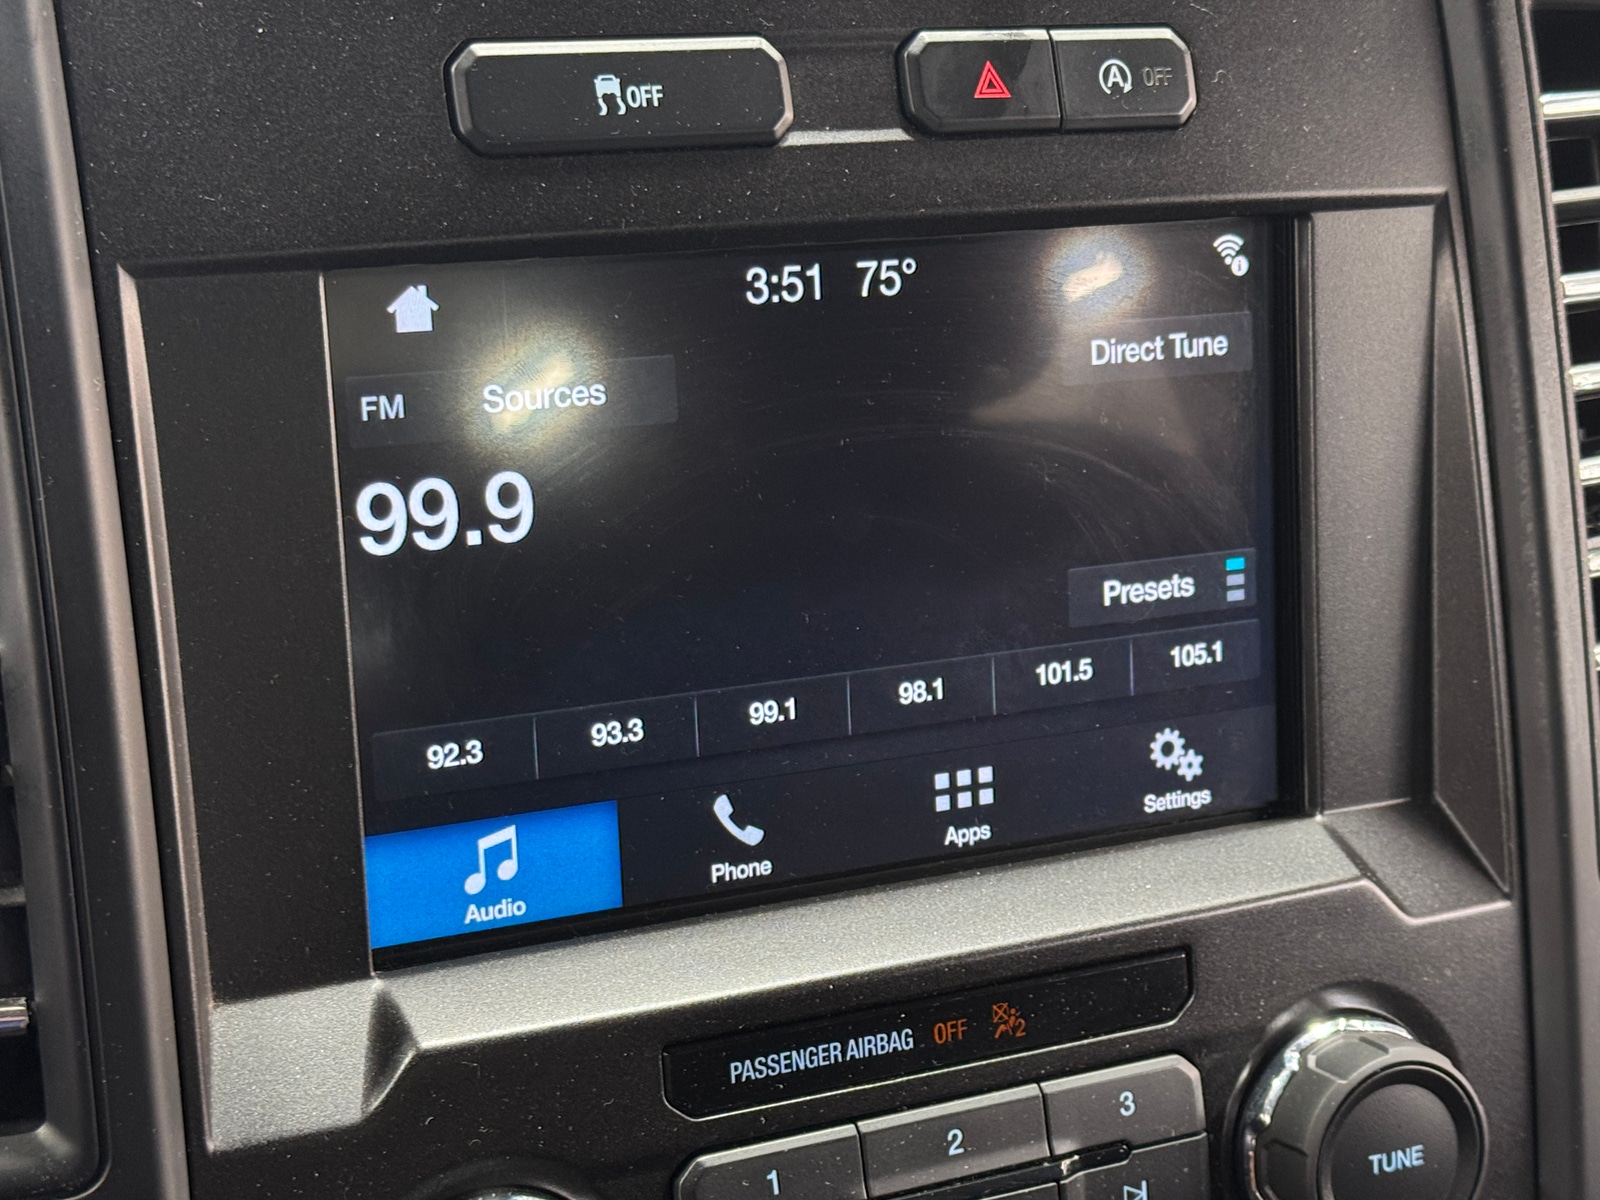 OFF
A OFF
3:51 75°
Direct Tune
FM Sources
99.9
Presets
92.3 93.3 99.1 98.1 101.5 105.1
Audio Phone Apps Settings
PASSENGER AIRBAG OFF 2
1 2 3
TUNE